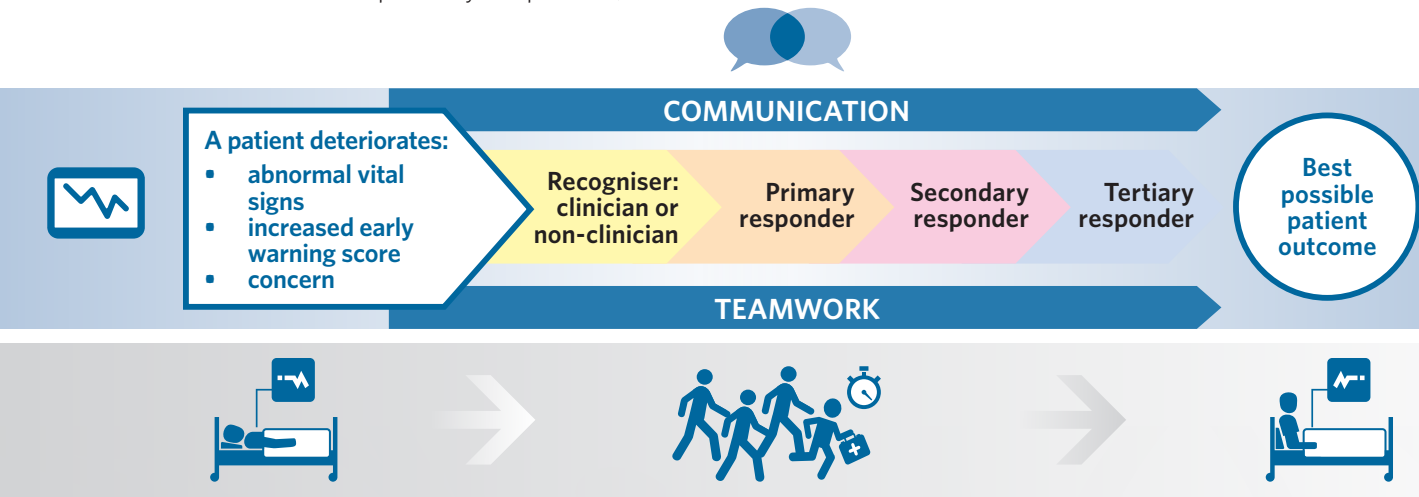 COMMUNICATION
A patient deteriorates:
▪ abnormal vital
signs
▪ increased early
warning score
▪ concern
Recogniser:
clinician or
non-clinician
Primary
responder
Secondary
responder
Tertiary
responder
Best
possible
patient
outcome
TEAMWORK